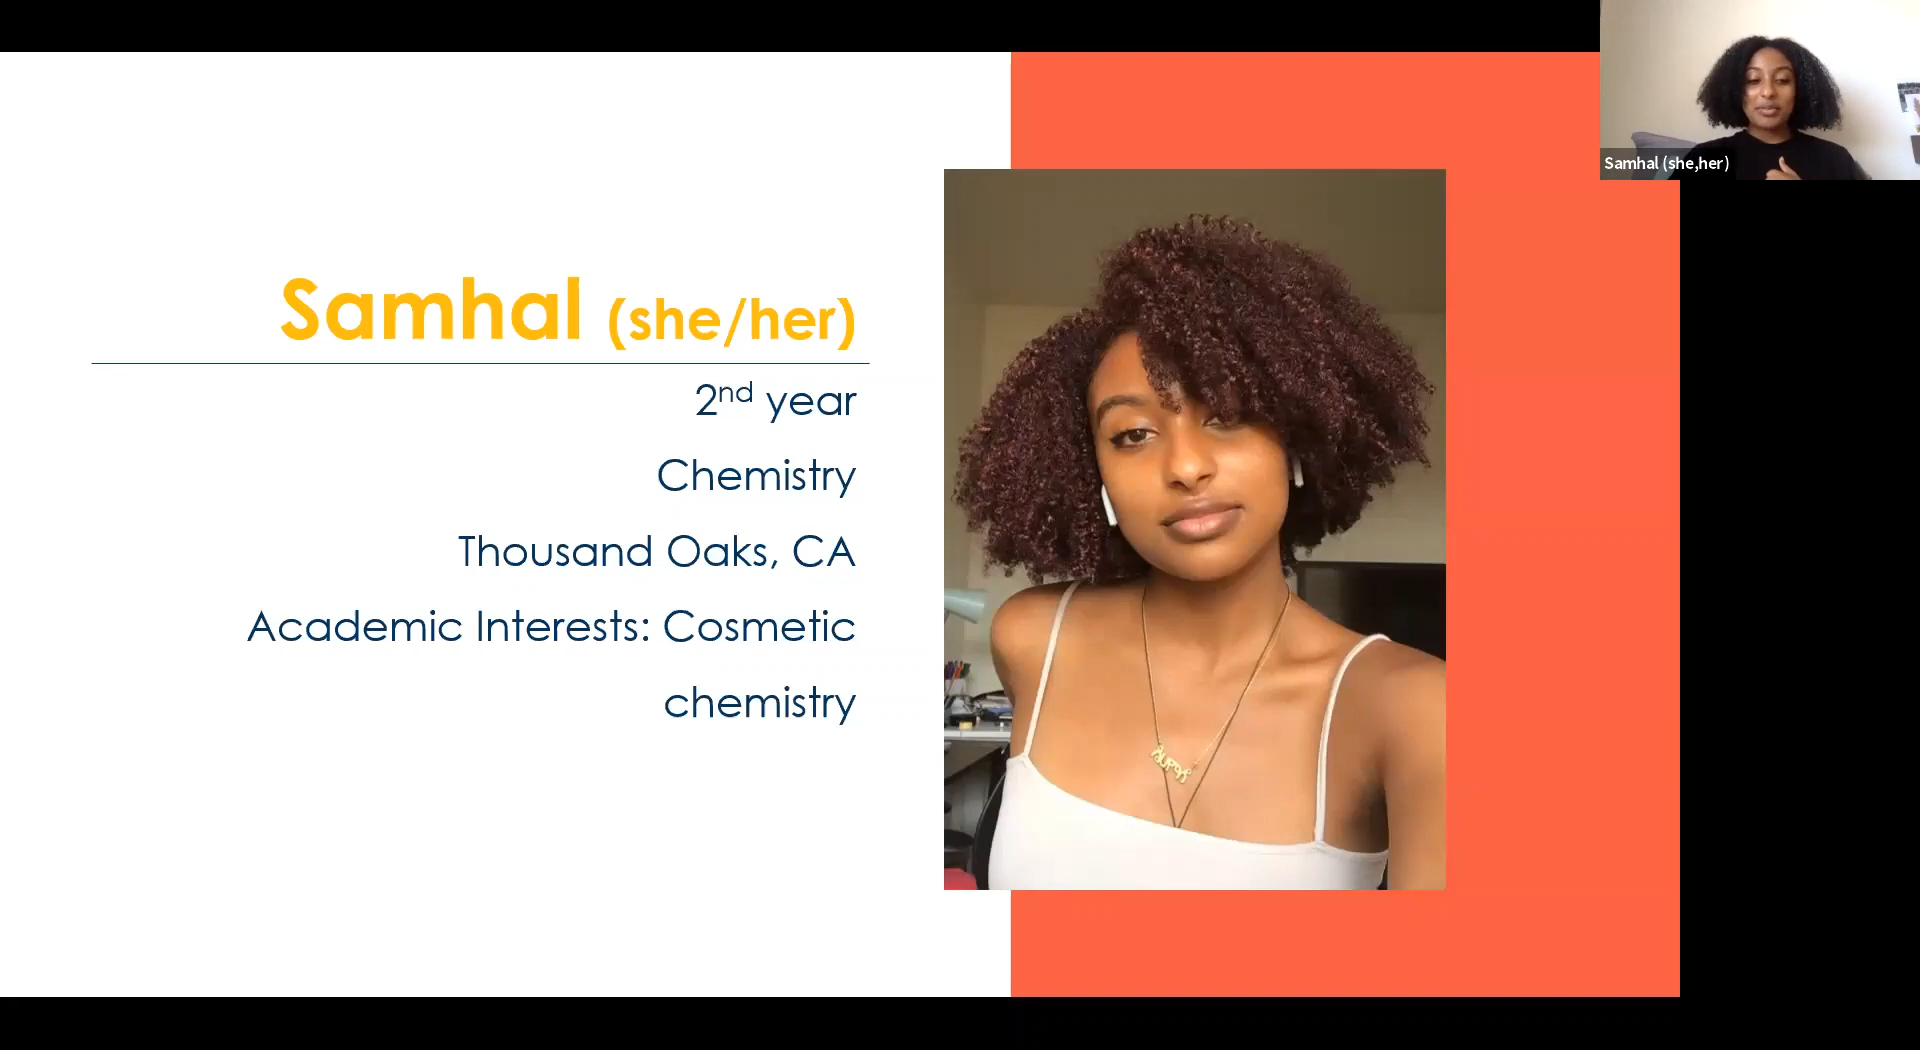 Samhal (she/her)
2nd year
Chemistry
Thousand Oaks, CA
Academic Interests: Cosmetic
chemistry
Samhal (she,her)